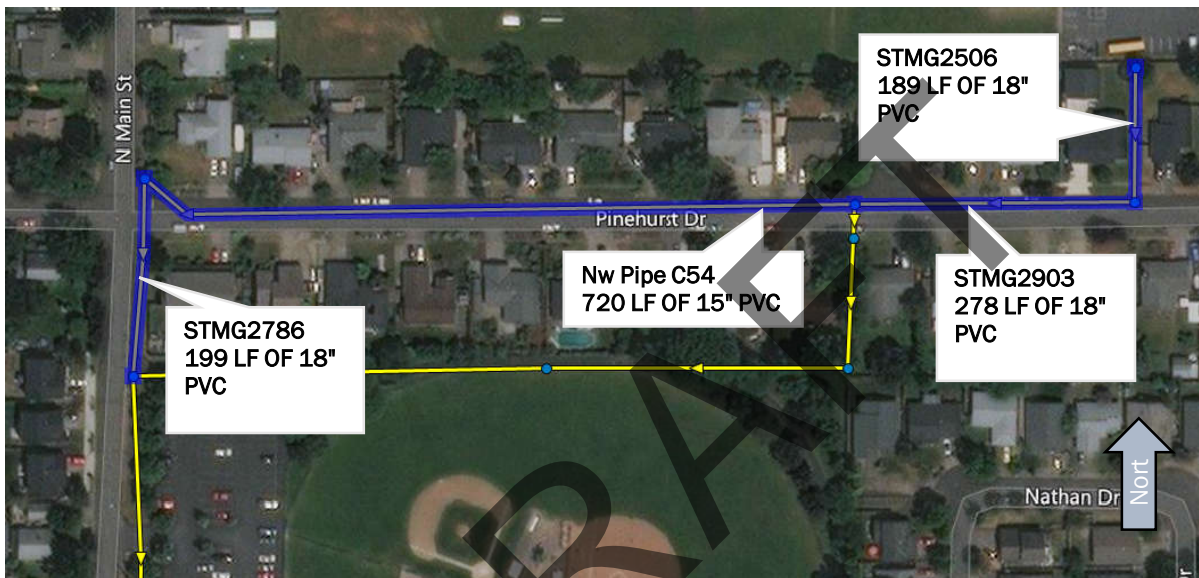 N Main St
STMG2506
189 LF OF 18"
PVC
Pinehurst Dr
Nw Pipe C54
720 LF OF 15" PVC
STMG2903
278 LF OF 18"
PVC
STMG2786
199 LF OF 18"
PVC
Nathan Dr
Nort
RAFT